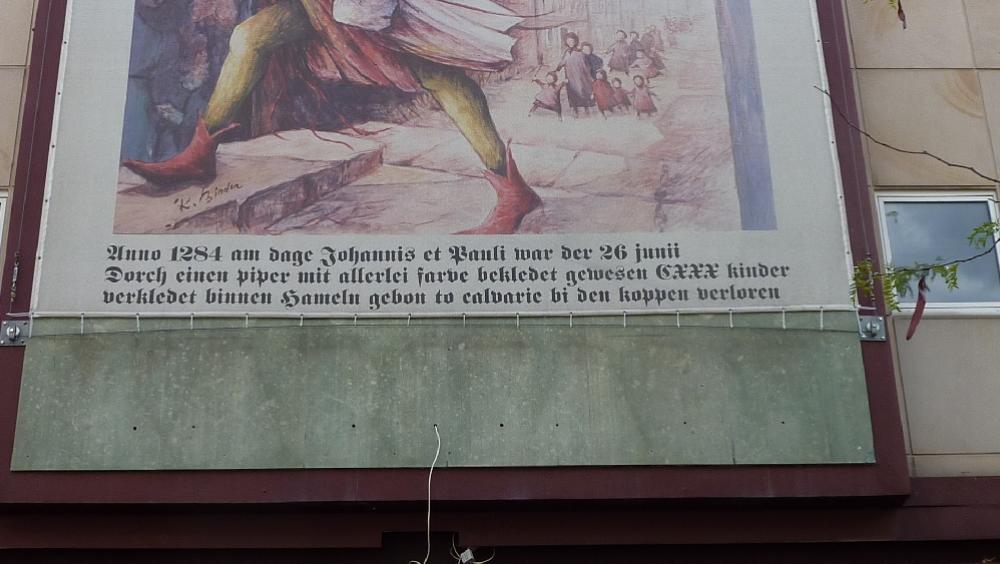 K. Binder
Anno 1284 am dage Johannis et Pauli war der 26 junii
Dorch einen piper mit allerlei farve bekledet gewesen CXXX kinder
verkledet binnen Hameln gebon to calvarie bi den koppen verloren